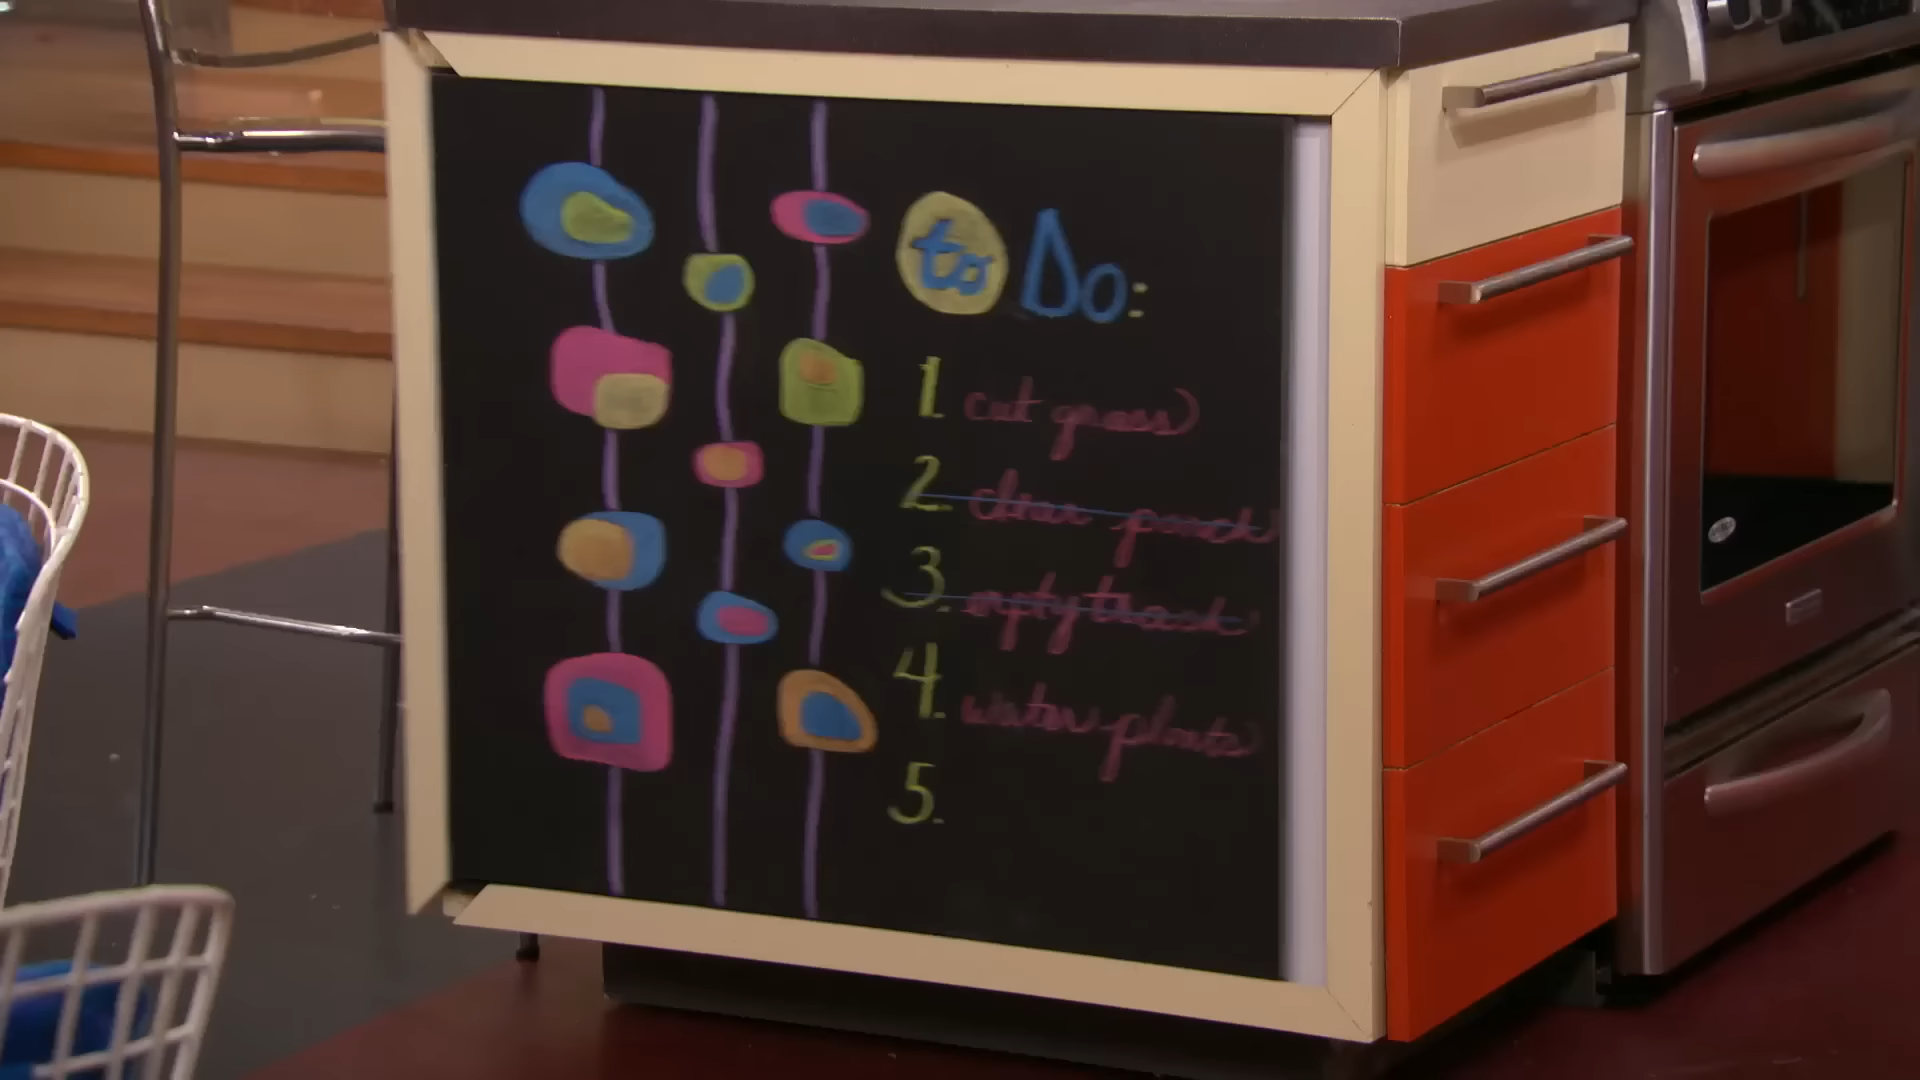 to Do:
1. cut grass
2. clean porch
3. empty trash
4. water plants
5.